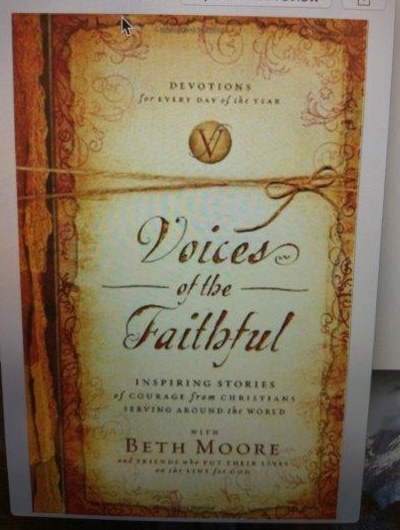 DEVOTIONS
for EVERY DAY of the YEAR
V
Voices
of the
Faithful
INSPIRING STORIES
of COURAGE from CHRISTIANS
SERVING AROUND the WORLD
WITH
BETH MOORE
and FRIENDS who PUT THEIR LIVES
on the LINE for GOD